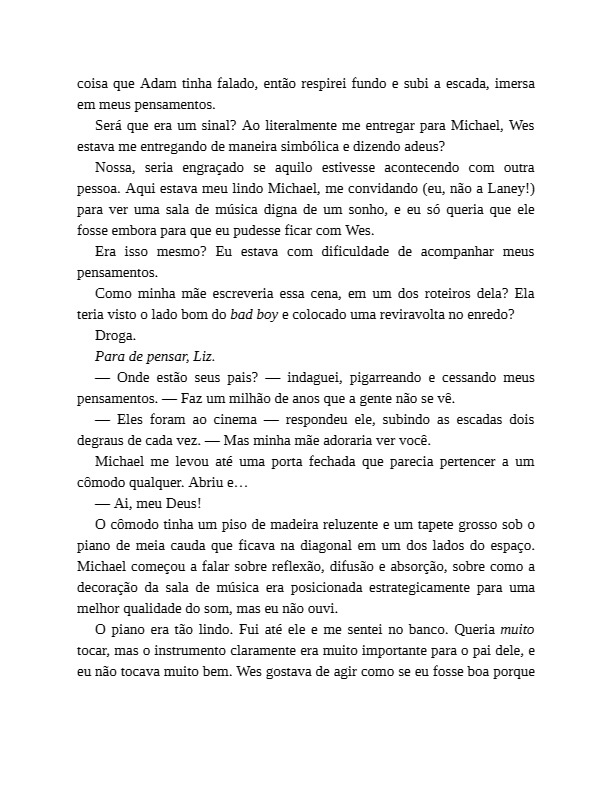 coisa que Adam tinha falado, então respirei fundo e subi a escada, imersa
em meus pensamentos.
Será que era um sinal? Ao literalmente me entregar para Michael, Wes
estava me entregando de maneira simbólica e dizendo adeus?
Nossa, seria engraçado se aquilo estivesse acontecendo com outra
pessoa. Aqui estava meu lindo Michael, me convidando (eu, não a Laney!)
para ver uma sala de música digna de um sonho, e eu só queria que ele
fosse embora para que eu pudesse ficar com Wes.
Era isso mesmo? Eu estava com dificuldade de acompanhar meus
pensamentos.
Como minha mãe escreveria essa cena, em um dos roteiros dela? Ela
teria visto o lado bom do bad boy e colocado uma reviravolta no enredo?
Droga.
Para de pensar, Liz.
— Onde estão seus pais? — indaguei, pigarreando e cessando meus
pensamentos. — Faz um milhão de anos que a gente não se vê.
— Eles foram ao cinema — respondeu ele, subindo as escadas dois
degraus de cada vez. — Mas minha mãe adoraria ver você.
Michael me levou até uma porta fechada que parecia pertencer a um
cômodo qualquer. Abriu e…
— Ai, meu Deus!
O cômodo tinha um piso de madeira reluzente e um tapete grosso sob o
piano de meia cauda que ficava na diagonal em um dos lados do espaço.
Michael começou a falar sobre reflexão, difusão e absorção, sobre como a
decoração da sala de música era posicionada estrategicamente para uma
melhor qualidade do som, mas eu não ouvi.
O piano era tão lindo. Fui até ele e me sentei no banco. Queria muito
tocar, mas o instrumento claramente era muito importante para o pai dele, e
eu não tocava muito bem. Wes gostava de agir como se eu fosse boa porque